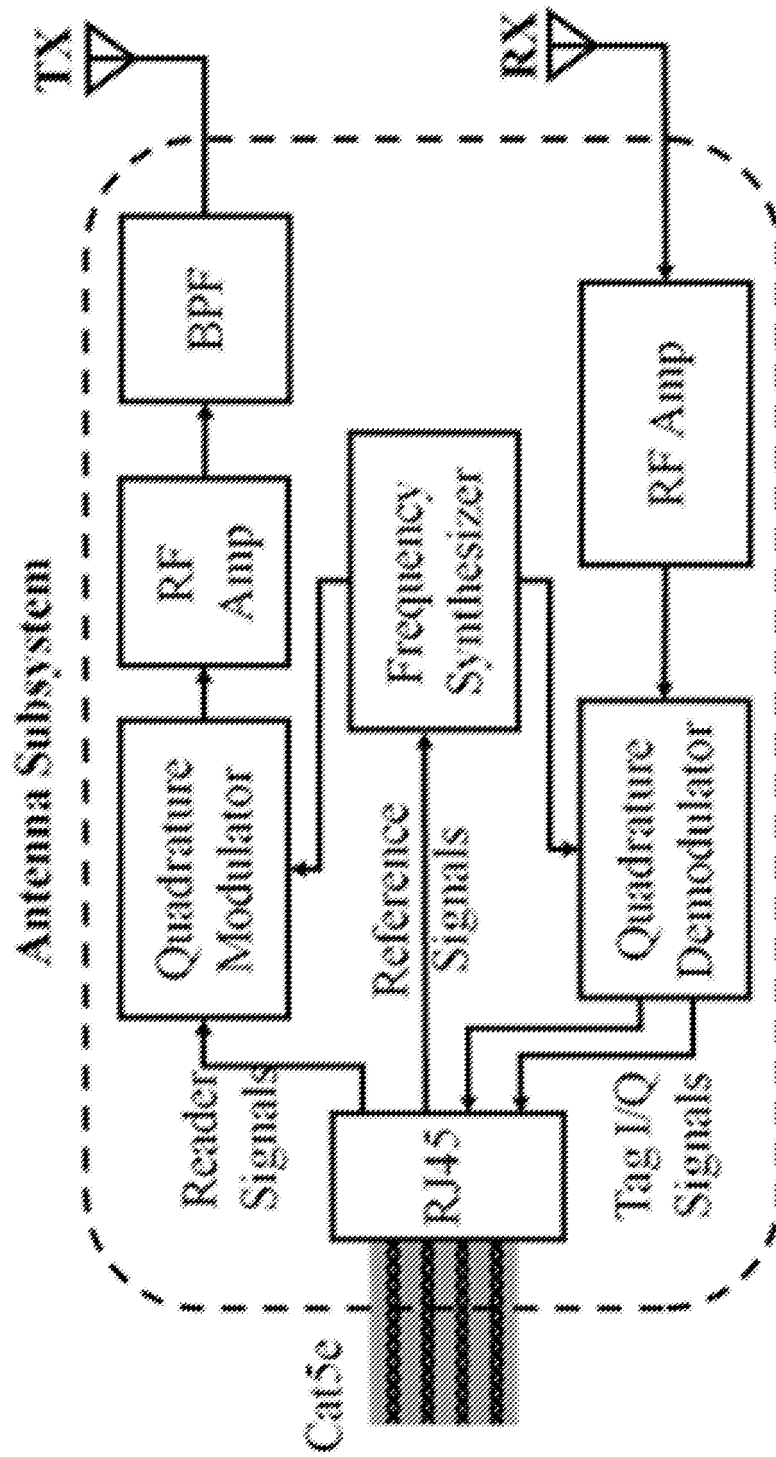 Antenna Subsystem
TX
Reader
Signals
Quadrature
Modulator
RF
Amp
BPF
Cat5e
RJ45
Reference
Signals
Frequency
Synthesizer
Tag I/Q
Signals
Quadrature
Demodulator
RF Amp
RX